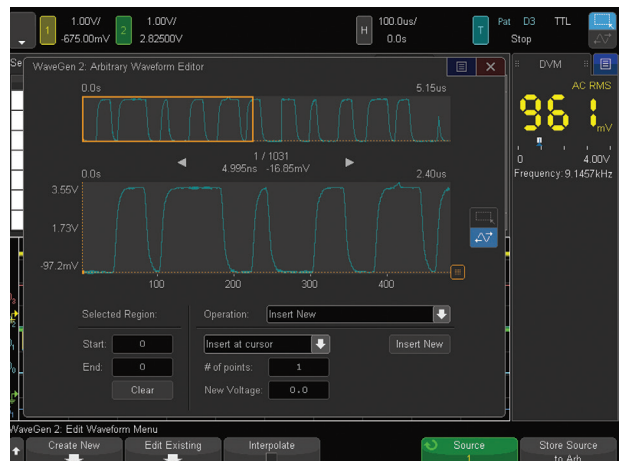 1 1.00V/ -675.00mV
2 1.00V/ 2.82500V
H 100.0us/ 0.0s
T Pat D3 TTL
Stop
WaveGen 2: Arbitrary Waveform Editor
DVM
AC RMS
961 mV
0 4.00V
Frequency: 9.1457kHz
0.0s 5.15us
1 / 1031
4.995ns -16.85mV
0.0s 2.40us
3.55V
1.73V
-97.2mV
100 200 300 400
Selected Region:
Operation: Insert New
Start: 0
Insert at cursor
Insert New
End: 0
# of points: 1
Clear
New Voltage: 0.0
WaveGen 2: Edit Waveform Menu
Create New
Edit Existing
Interpolate
Source 1
Store Source to Arb